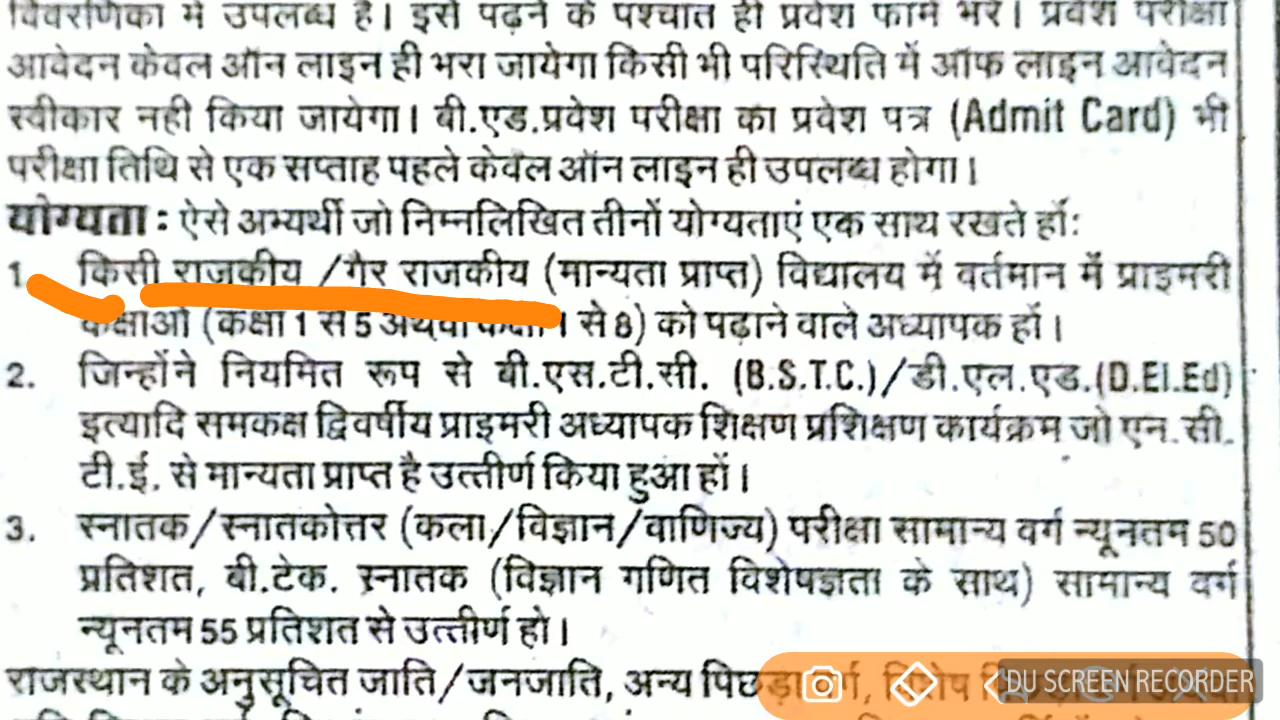 विवरणिका में उपलब्ध है। इसे पढ़ने के पश्चात ही प्रवेश फार्म भरें। प्रवेश परीक्षा
आवेदन केवल ऑन लाइन ही भरा जायेगा किसी भी परिस्थिति में ऑफ लाइन आवेदन
स्वीकार नही किया जायेगा। बी.एड.प्रवेश परीक्षा का प्रवेश पत्र (Admit Card) भी
परीक्षा तिथि से एक सप्ताह पहले केवल ऑन लाइन ही उपलब्ध होगा।
योग्यता : ऐसे अभ्यर्थी जो निम्नलिखित तीनों योग्यताएं एक साथ रखते हों:
1. किसी राजकीय /गैर राजकीय (मान्यता प्राप्त) विद्यालय में वर्तमान में प्राइमरी
कक्षाओं (कक्षा 1 से 5 अथवा कक्षा 1 से 8) को पढ़ाने वाले अध्यापक हों।
2. जिन्होंने नियमित रूप से बी.एस.टी.सी. (B.S.T.C.)/डी.एल.एड.(D.El.Ed)
इत्यादि समकक्ष द्विवर्षीय प्राइमरी अध्यापक शिक्षण प्रशिक्षण कार्यक्रम जो एन.सी.
टी.ई. से मान्यता प्राप्त है उत्तीर्ण किया हुआ हों।
3. स्नातक/स्नातकोत्तर (कला/विज्ञान/वाणिज्य) परीक्षा सामान्य वर्ग न्यूनतम 50
प्रतिशत, बी.टेक. स्नातक (विज्ञान गणित विशेषज्ञता के साथ) सामान्य वर्ग
न्यूनतम 55 प्रतिशत से उत्तीर्ण हो।
राजस्थान के अनुसूचित जाति/जनजाति, अन्य पिछड़ा वर्ग, विशेष
DU SCREEN RECORDER